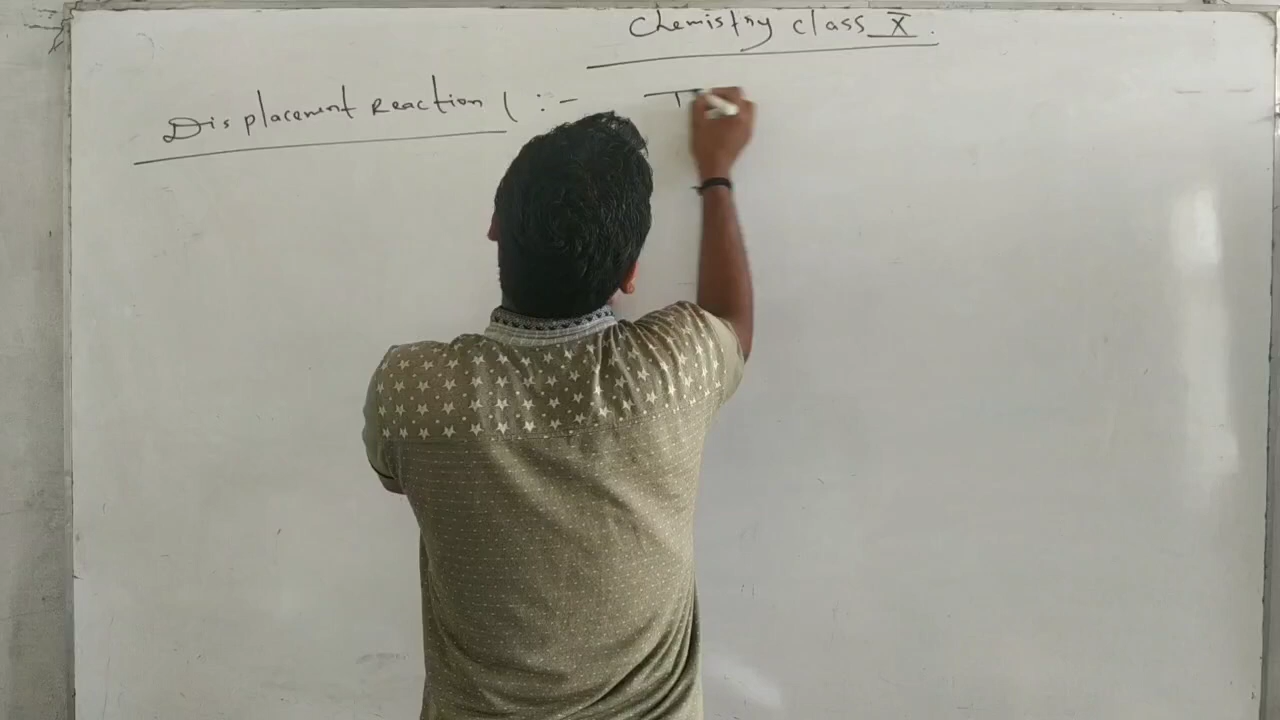 Chemistry class X.
Displacement Reaction ( :- T